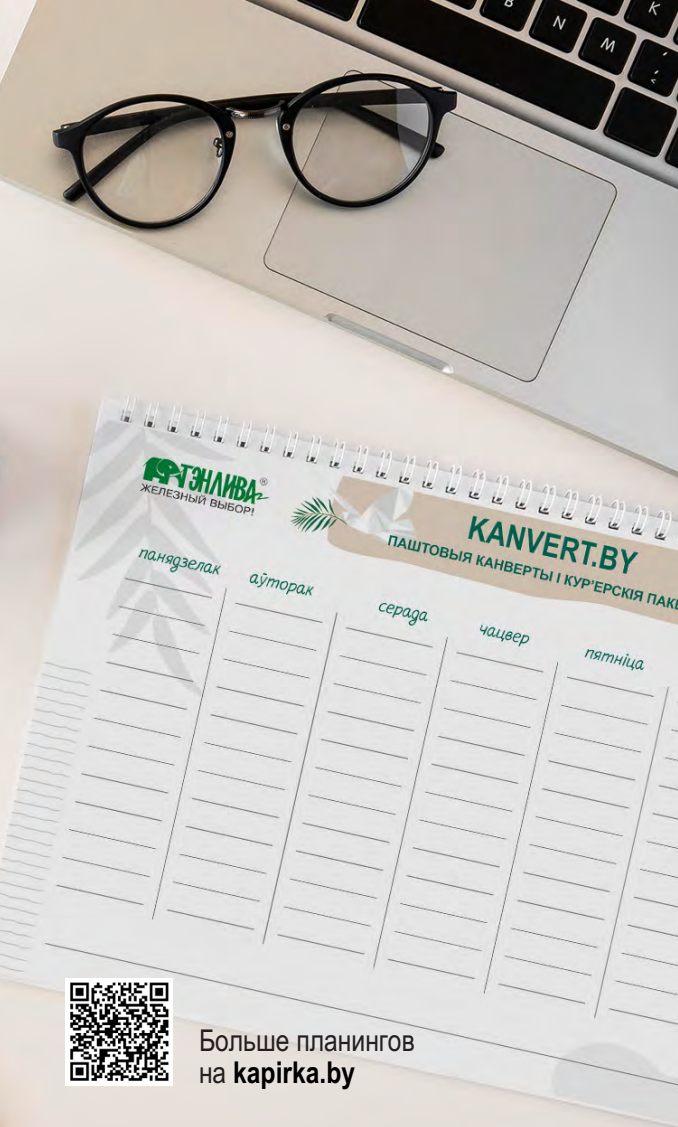 B
N
M
K
ТЭНЛИВА®
ЖЕЛЕЗНЫЙ ВЫБОР!
KANVERT.BY
ПАШТОВЫЯ КАНВЕРТЫ І КУР'ЕРСКІЯ
панядзелак
аўторак
серада
чацвер
пятніца
Больше планингов
на kapirka.by